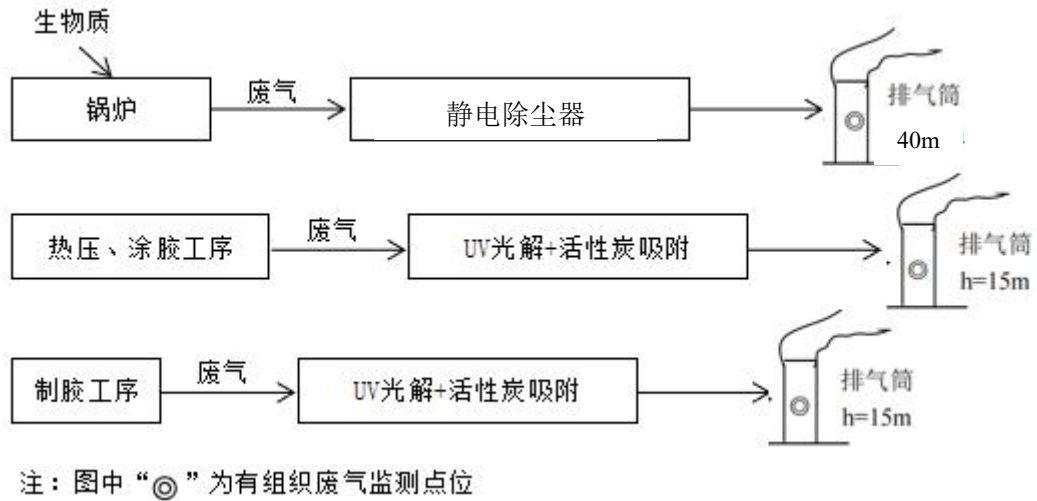 生物质
锅炉
废气
静电除尘器
排气筒
40m
热压、涂胶工序
废气
UV光解+活性炭吸附
排气筒
h=15m
制胶工序
废气
UV光解+活性炭吸附
排气筒
h=15m
注：图中“◎”为有组织废气监测点位